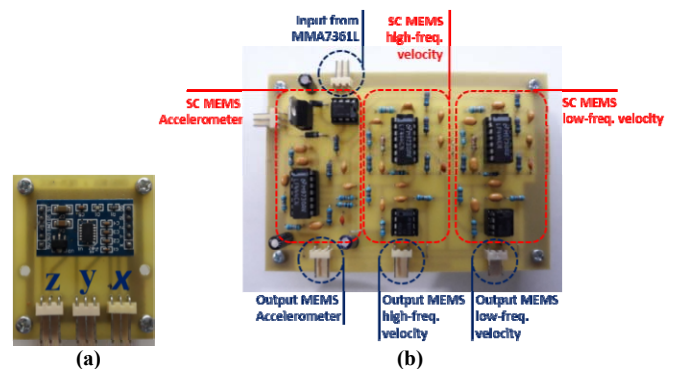 Input from
MMA7361L
SC MEMS
high-freq.
velocity
SC MEMS
Accelerometer
SC MEMS
low-freq. velocity
z y x
Output MEMS
Accelerometer
Output MEMS
high-freq.
velocity
Output MEMS
low-freq.
velocity
(a)
(b)